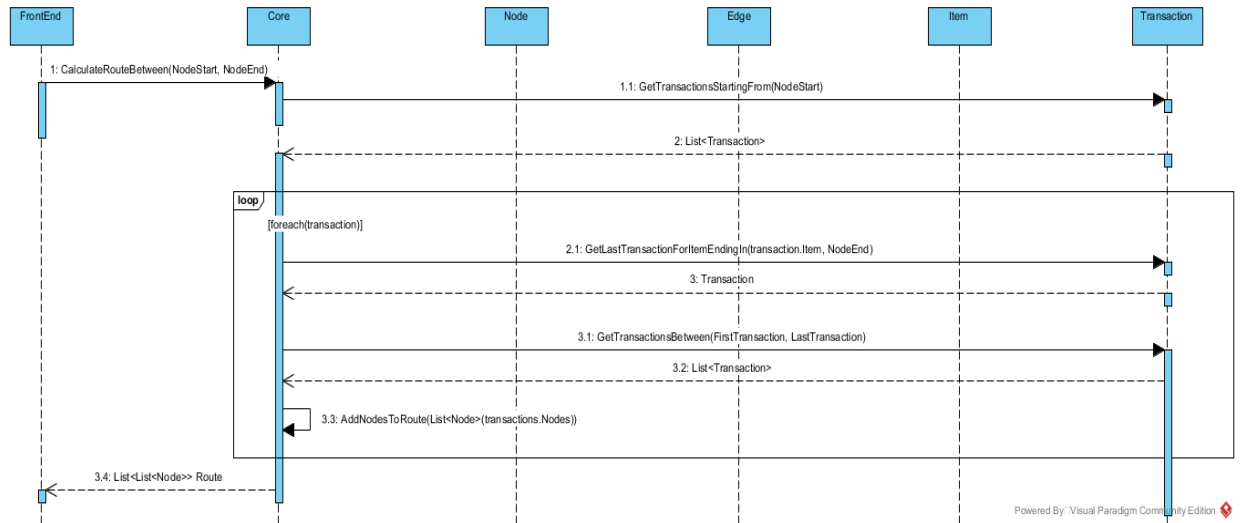 FrontEnd
Core
Node
Edge
Item
Transaction
1: CalculateRouteBetween(NodeStart, NodeEnd)
1.1: GetTransactionsStartingFrom(NodeStart)
2: List<Transaction>
loop
[foreach(transaction)]
2.1: GetLastTransactionForItemEndingIn(transaction.Item, NodeEnd)
3: Transaction
3.1: GetTransactionsBetween(FirstTransaction, LastTransaction)
3.2: List<Transaction>
3.3: AddNodesToRoute(List<Node>(transactions.Nodes))
3.4: List<List<Node>> Route
Powered By Visual Paradigm Community Edition